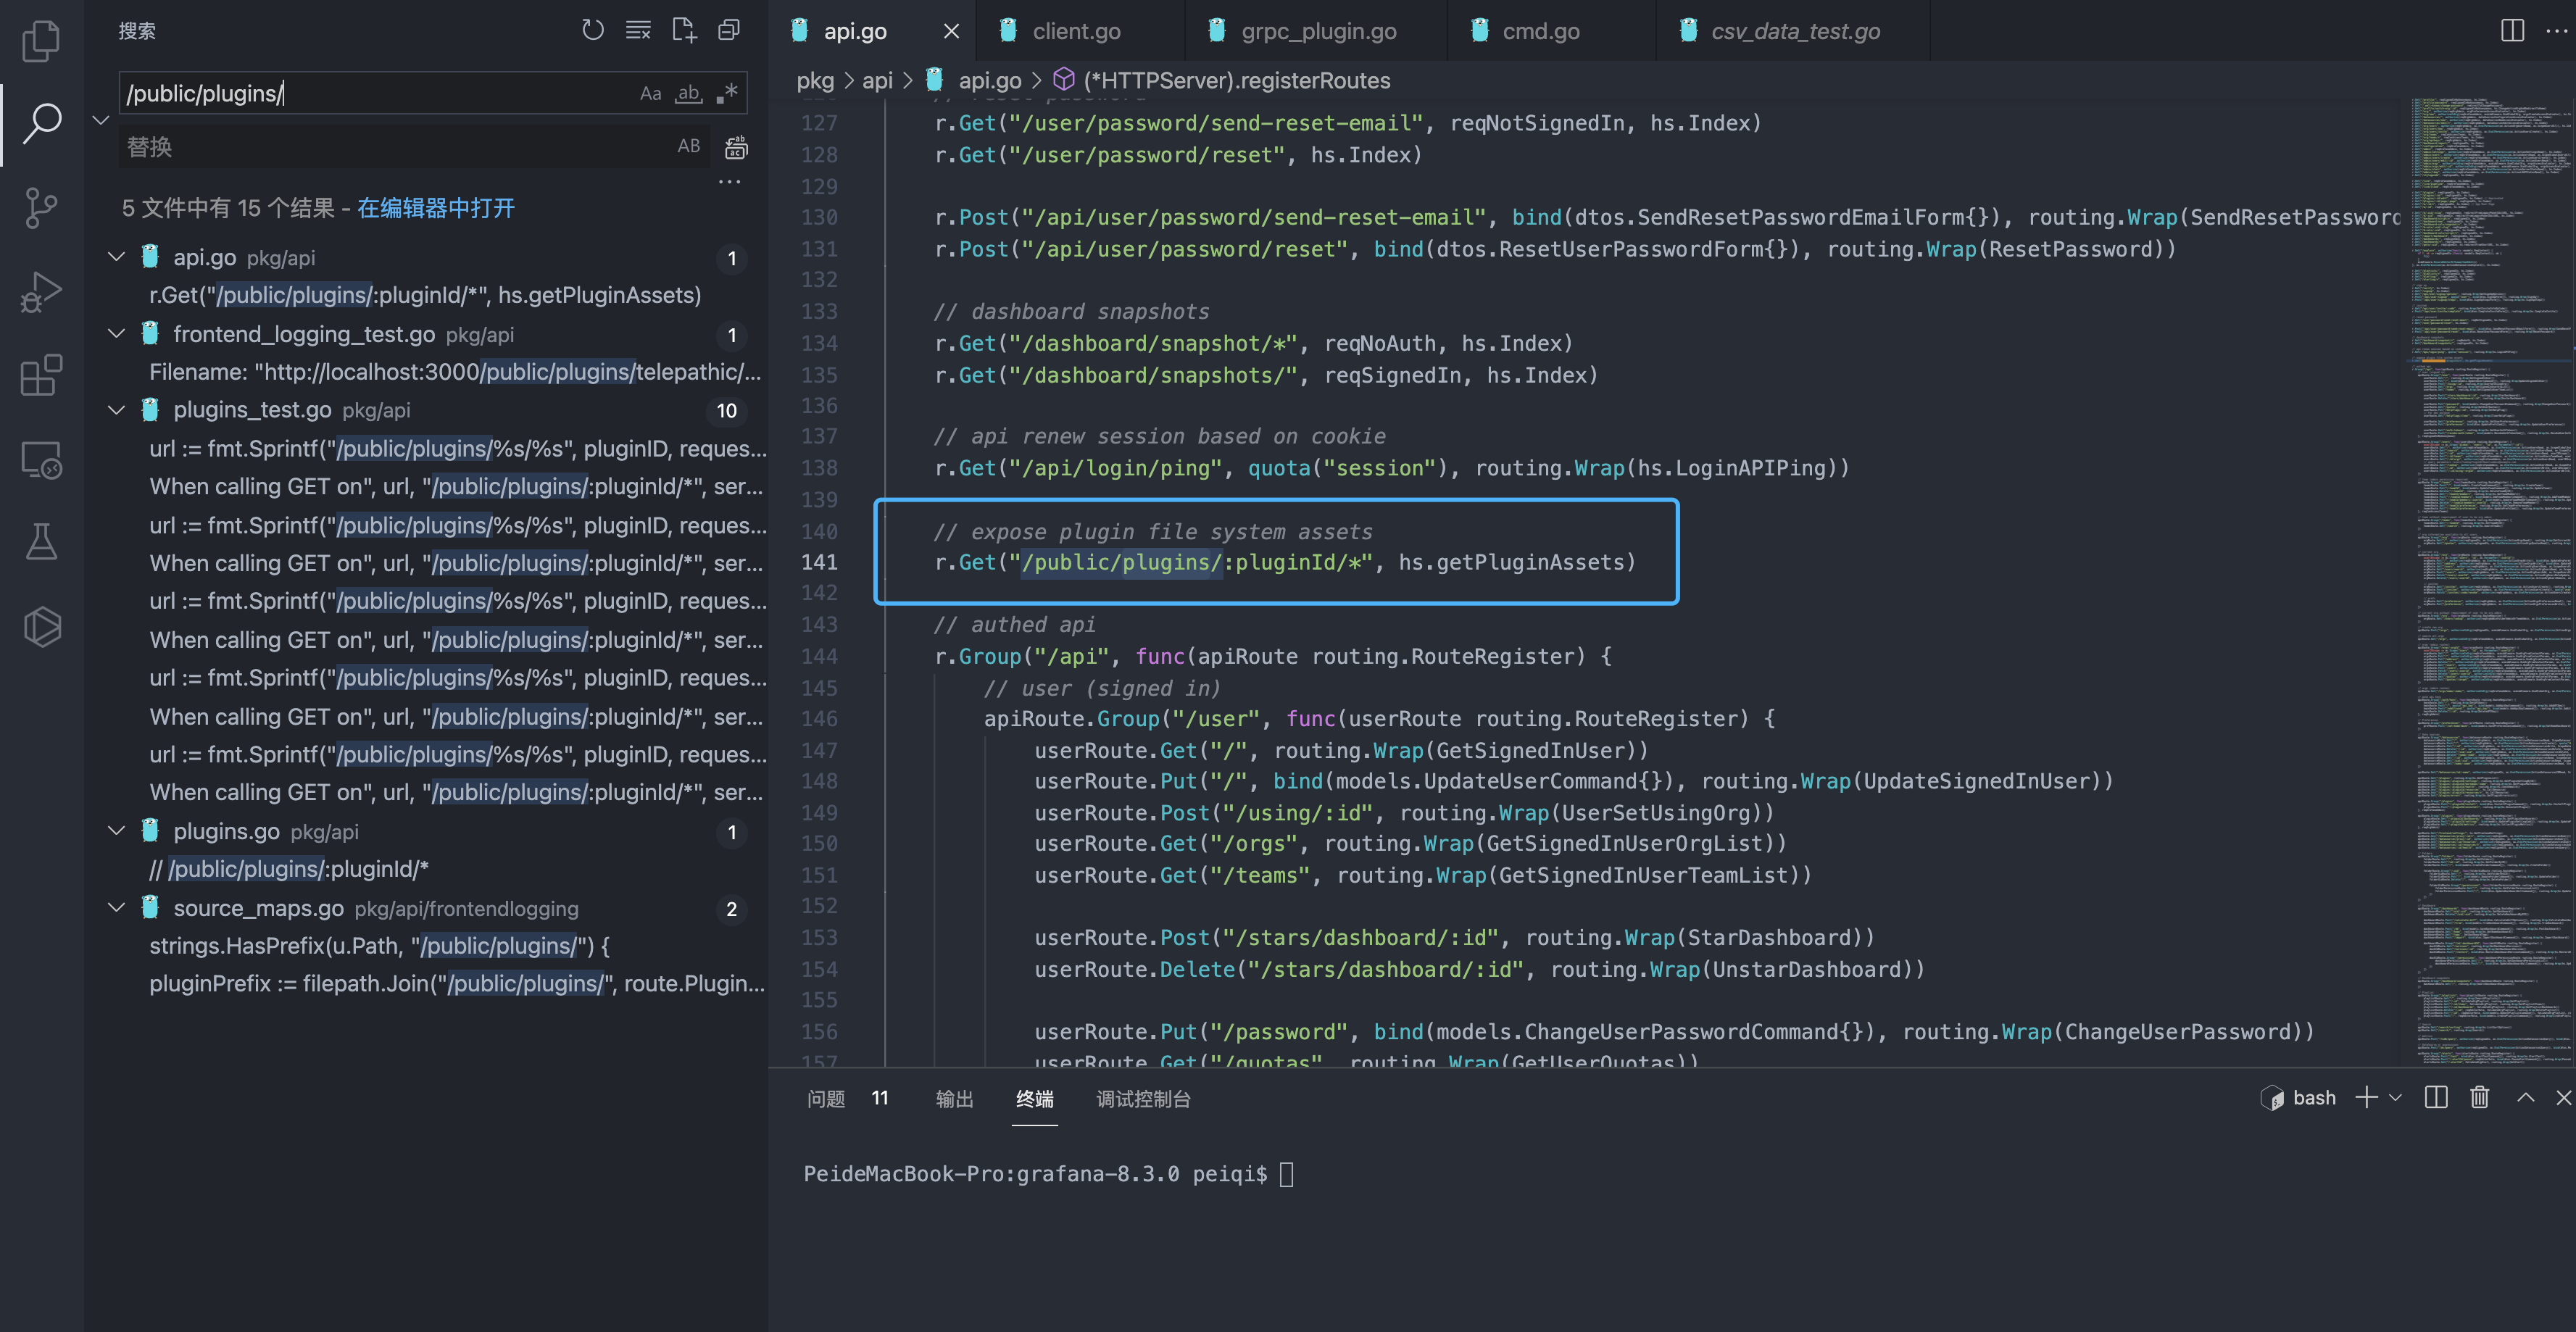 搜索
/public/plugins/
Aa ab .*
替换
AB
5 文件中有 15 个结果 - 在编辑器中打开
api.go pkg/api 1
r.Get("/public/plugins/:pluginId/*", hs.getPluginAssets)
frontend_logging_test.go pkg/api 1
Filename: "http://localhost:3000/public/plugins/telepathic/...
plugins_test.go pkg/api 10
url := fmt.Sprintf("/public/plugins/%s/%s", pluginID, reques...
When calling GET on", url, "/public/plugins/:pluginId/*", ser...
url := fmt.Sprintf("/public/plugins/%s/%s", pluginID, reques...
When calling GET on", url, "/public/plugins/:pluginId/*", ser...
url := fmt.Sprintf("/public/plugins/%s/%s", pluginID, reques...
When calling GET on", url, "/public/plugins/:pluginId/*", ser...
url := fmt.Sprintf("/public/plugins/%s/%s", pluginID, reques...
When calling GET on", url, "/public/plugins/:pluginId/*", ser...
url := fmt.Sprintf("/public/plugins/%s/%s", pluginID, reques...
When calling GET on", url, "/public/plugins/:pluginId/*", ser...
plugins.go pkg/api 1
// /public/plugins/:pluginId/*
source_maps.go pkg/api/frontendlogging 2
strings.HasPrefix(u.Path, "/public/plugins/") {
pluginPrefix := filepath.Join("/public/plugins/", route.Plugin...
api.go client.go grpc_plugin.go cmd.go csv_data_test.go
pkg > api > api.go > (*HTTPServer).registerRoutes
127 r.Get("/user/password/send-reset-email", reqNotSignedIn, hs.Index)
128 r.Get("/user/password/reset", hs.Index)
129
130 r.Post("/api/user/password/send-reset-email", bind(dtos.SendResetPasswordEmailForm{}), routing.Wrap(SendResetPassword
131 r.Post("/api/user/password/reset", bind(dtos.ResetUserPasswordForm{}), routing.Wrap(ResetPassword))
132
133 // dashboard snapshots
134 r.Get("/dashboard/snapshot/*", reqNoAuth, hs.Index)
135 r.Get("/dashboard/snapshots/", reqSignedIn, hs.Index)
136
137 // api renew session based on cookie
138 r.Get("/api/login/ping", quota("session"), routing.Wrap(hs.LoginAPIPing))
139
140 // expose plugin file system assets
141 r.Get("/public/plugins/:pluginId/*", hs.getPluginAssets)
142
143 // authed api
144 r.Group("/api", func(apiRoute routing.RouteRegister) {
145 // user (signed in)
146 apiRoute.Group("/user", func(userRoute routing.RouteRegister) {
147 userRoute.Get("/", routing.Wrap(GetSignedInUser))
148 userRoute.Put("/", bind(models.UpdateUserCommand{}), routing.Wrap(UpdateSignedInUser))
149 userRoute.Post("/using/:id", routing.Wrap(UserSetUsingOrg))
150 userRoute.Get("/orgs", routing.Wrap(GetSignedInUserOrgList))
151 userRoute.Get("/teams", routing.Wrap(GetSignedInUserTeamList))
152
153 userRoute.Post("/stars/dashboard/:id", routing.Wrap(StarDashboard))
154 userRoute.Delete("/stars/dashboard/:id", routing.Wrap(UnstarDashboard))
155
156 userRoute.Put("/password", bind(models.ChangeUserPasswordCommand{}), routing.Wrap(ChangeUserPassword))
157 userRoute.Get("/quotas", routing.Wrap(GetUserQuotas))
问题 11 输出 终端 调试控制台
bash
PeideMacBook-Pro:grafana-8.3.0 peiqi$